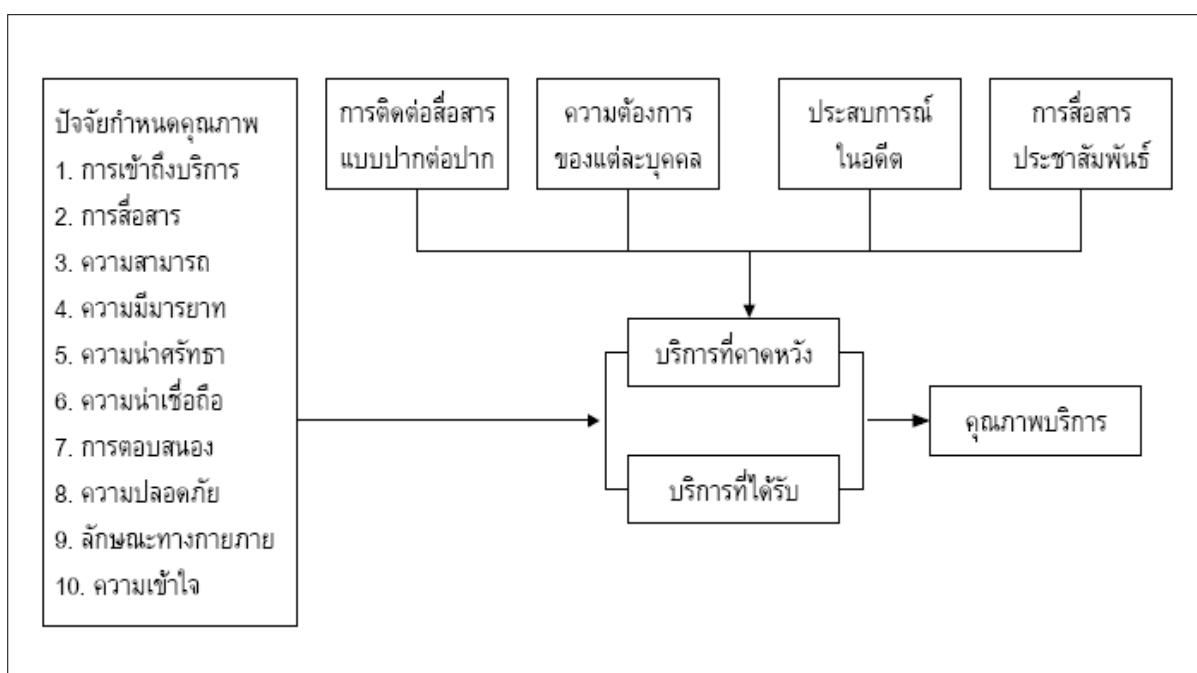 ปัจจัยกำหนดคุณภาพ
1. การเข้าถึงบริการ
2. การสื่อสาร
3. ความสามารถ
4. ความมีมารยาท
5. ความน่าศรัทธา
6. ความน่าเชื่อถือ
7. การตอบสนอง
8. ความปลอดภัย
9. ลักษณะทางกายภาย
10. ความเข้าใจ
การติดต่อสื่อสาร
แบบปากต่อปาก
ความต้องการ
ของแต่ละบุคคล
ประสบการณ์
ในอดีต
การสื่อสาร
ประชาสัมพันธ์
บริการที่คาดหวัง
บริการที่ได้รับ
คุณภาพบริการ